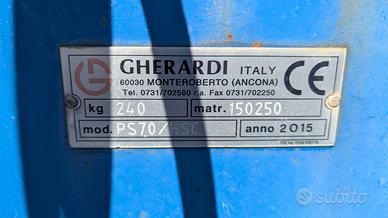 GHERARDI ITALY
60030 MONTEROBERTO (ANCONA)
Tel. 0731/702560 r.a. Fax 0731/702250
CE
kg 240 matr. 150250
mod. PS70/ anno 2015
subito